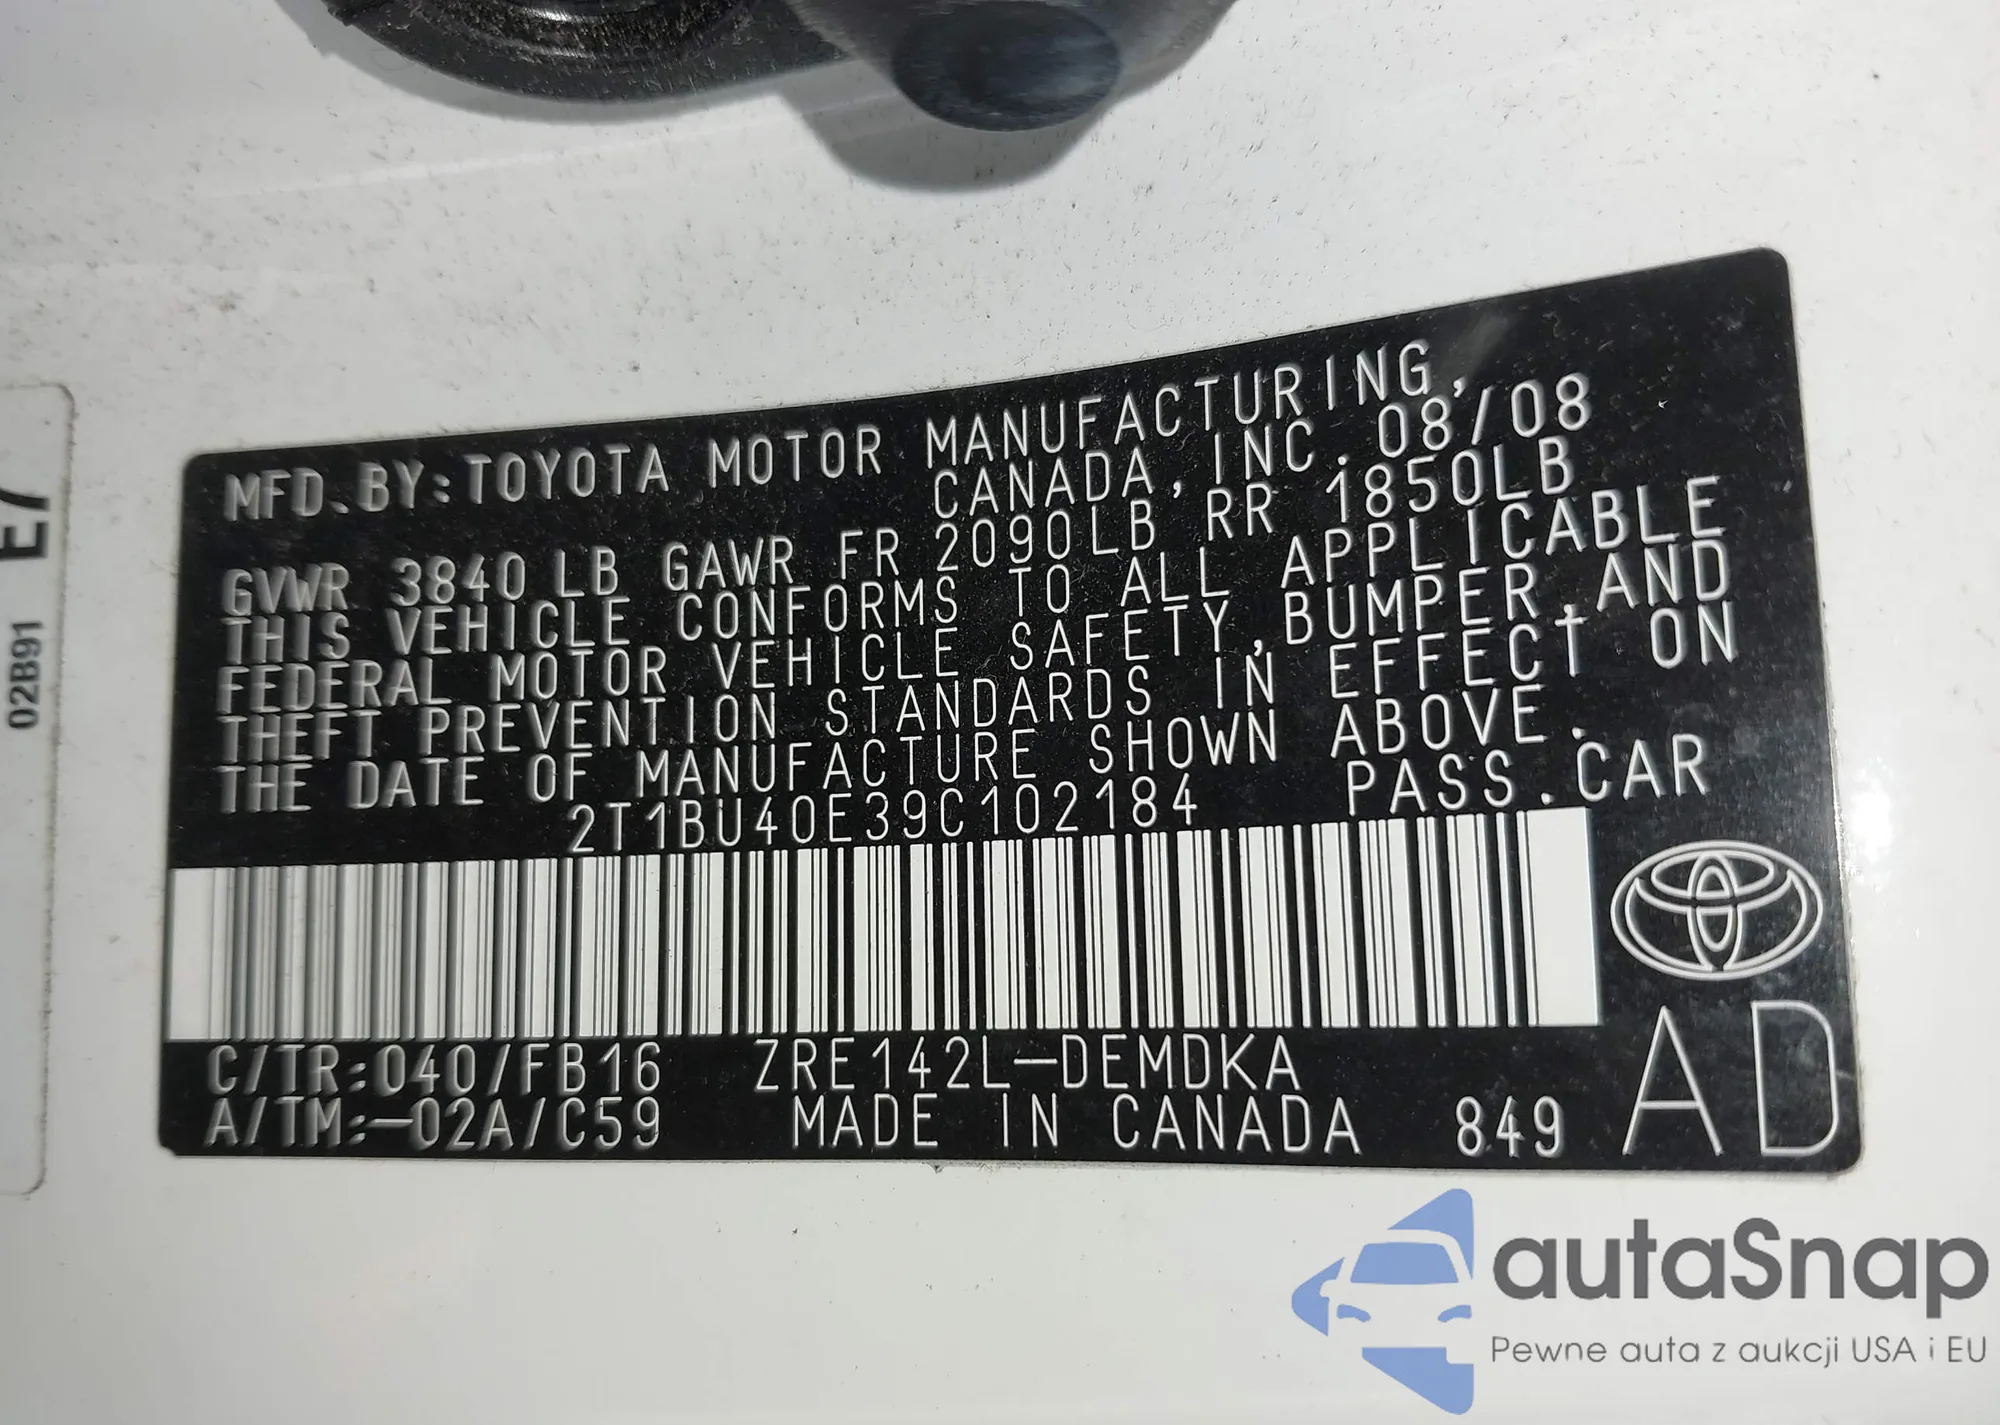 MFD. BY: TOYOTA MOTOR MANUFACTURING,
CANADA, INC. 08/08
GVWR 3840 LB GAWR FR 2090LB RR 1850LB
THIS VEHICLE CONFORMS TO ALL APPLICABLE
FEDERAL MOTOR VEHICLE SAFETY, BUMPER, AND
THEFT PREVENTION STANDARDS IN EFFECT ON
THE DATE OF MANUFACTURE SHOWN ABOVE.
2T1BU40E39C102184 PASS. CAR
C/TR:040/FB16 ZRE142L-DEMDKA
A/TM:-02A/C59 MADE IN CANADA 849
AD
02B91 E7
autaSnap
Pewne auta z aukcji USA i EU